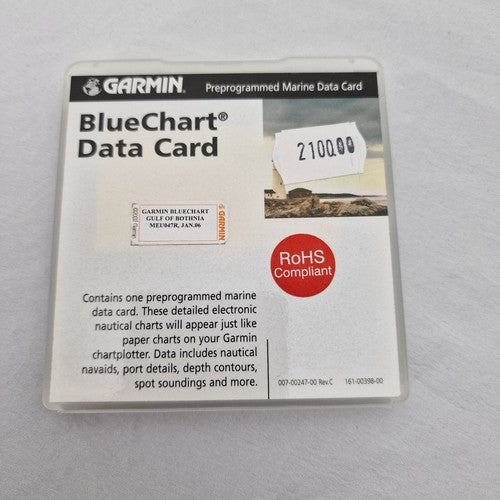 GARMIN®
Preprogrammed Marine Data Card
BlueChart®
Data Card
2100.00
GARMIN BLUECHART
GULF OF BOTHNIA
MEU047R, JAN.06
GARMIN
RoHS
Compliant
Contains one preprogrammed marine
data card. These detailed electronic
nautical charts will appear just like
paper charts on your Garmin
chartplotter. Data includes nautical
navaids, port details, depth contours,
spot soundings and more.
007-00247-00 Rev.C 161-00398-00